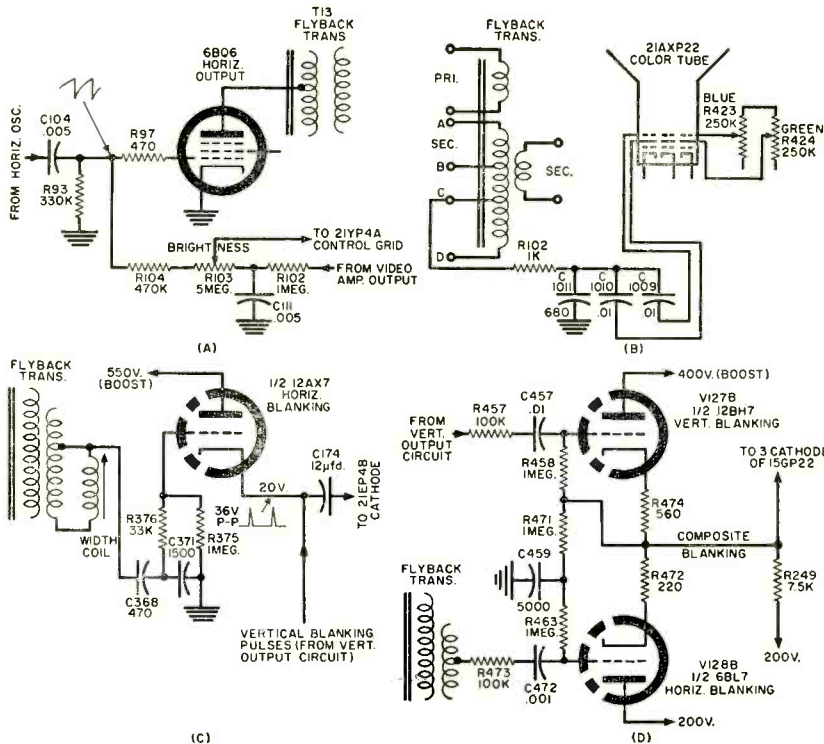 T13
FLYBACK
TRANS
6BQ6
HORIZ.
OUTPUT
FROM HORIZ. OSC.
C104
.005
R97
470
R93
330K
BRIGHTNESS
TO 21YP4A
CONTROL GRID
R104
470K
R103
5MEG.
R102
1MEG.
FROM VIDEO
AMP. OUTPUT
C111
.005
(A)
FLYBACK
TRANS.
PRI.
A
SEC.
B
C
D
SEC.
21AXP22
COLOR TUBE
BLUE
R423
250K
GREEN
R424
250K
R102
1K
C
1011
680
C
1010
.01
C
1009
.01
(B)
FLYBACK
TRANS.
550V.
(BOOST)
1/2 12AX7
HORIZ.
BLANKING
WIDTH
COIL
R376
33K
C371
1500
R375
1MEG.
C368
470
36V
P-P
20V.
C174
12µfd.
TO 21EP4B
CATHODE
VERTICAL BLANKING
PULSES (FROM VERT.
OUTPUT CIRCUIT)
(C)
400V. (BOOST)
V127B
1/2 12BH7
VERT. BLANKING
FROM
VERT.
OUTPUT
CIRCUIT
R457
100K
C457
.01
R458
1MEG.
R474
560
TO 3 CATHODE
OF 15GP22
R471
1MEG.
COMPOSITE
BLANKING
C459
5000
R472
220
R249
7.5K
200V.
FLYBACK
TRANS.
R463
1MEG.
R473
100K
C472
.001
V128B
1/2 6BL7
HORIZ. BLANKING
200V.
(D)